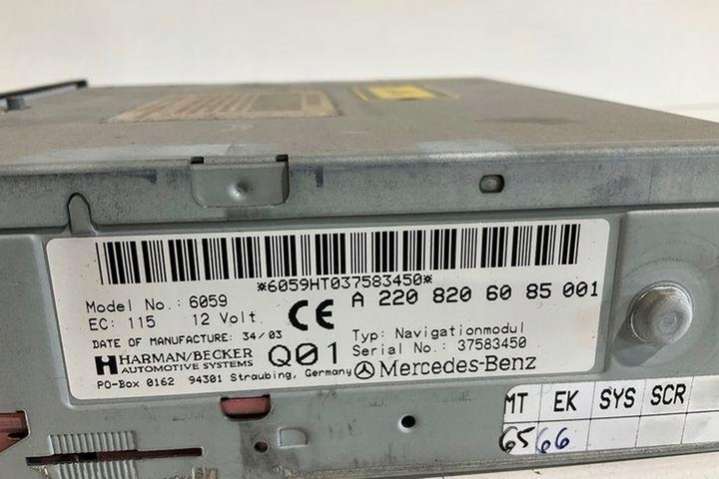 *6059HT037583450*
Model No.: 6059
EC: 115 12 Volt
CE
A 220 820 60 85 001
DATE OF MANUFACTURE: 34/03
Typ: Navigationmodul
HARMAN/BECKER
AUTOMOTIVE SYSTEMS
Q01
Serial No.: 37583450
PO-Box 0162 94301 Straubing, Germany
Mercedes-Benz
MT EK SYS SCR
65 66